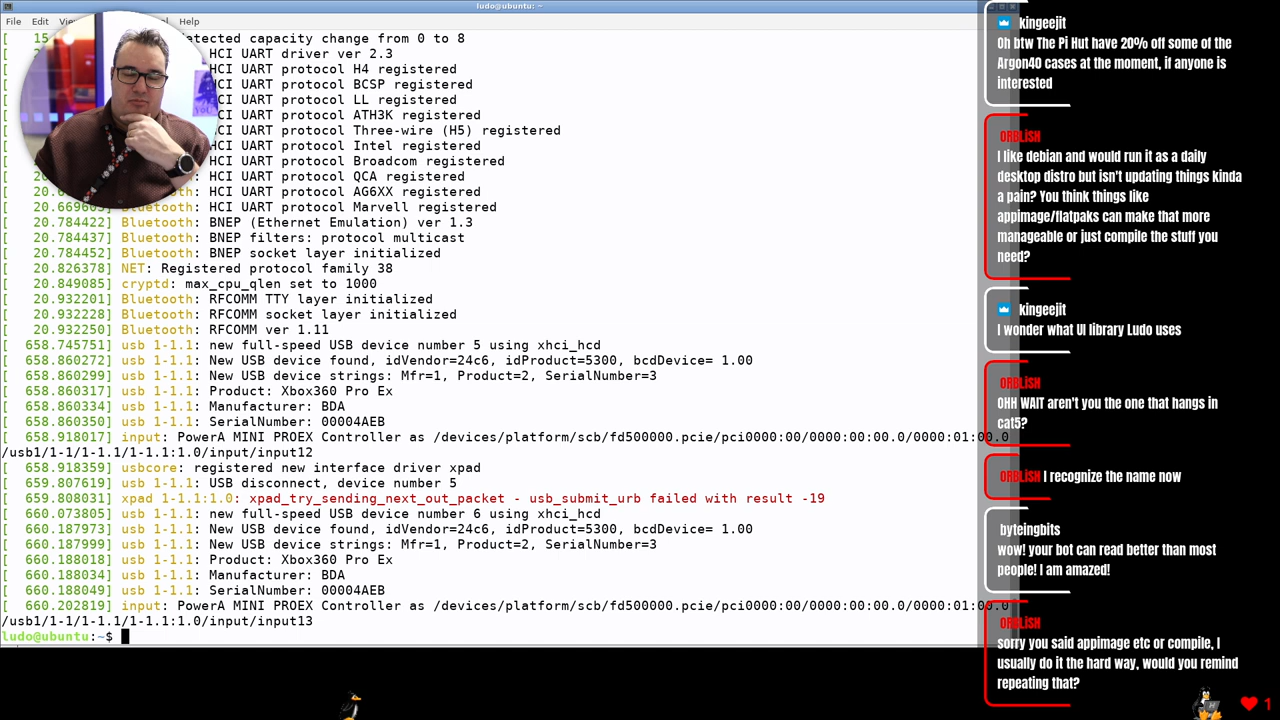 ludo@ubuntu: ~
File Edit Vie Help
[ 15 etected capacity change from 0 to 8
[ 2 HCI UART driver ver 2.3
[ HCI UART protocol H4 registered
[ HCI UART protocol BCSP registered
[ HCI UART protocol LL registered
[ HCI UART protocol ATH3K registered
[ HCI UART protocol Three-wire (H5) registered
[ HCI UART protocol Intel registered
[ HCI UART protocol Broadcom registered
[ HCI UART protocol QCA registered
[ 20. HCI UART protocol AG6XX registered
[ 20.66960 Bluetooth: HCI UART protocol Marvell registered
[ 20.784422] Bluetooth: BNEP (Ethernet Emulation) ver 1.3
[ 20.784437] Bluetooth: BNEP filters: protocol multicast
[ 20.784452] Bluetooth: BNEP socket layer initialized
[ 20.826378] NET: Registered protocol family 38
[ 20.849085] cryptd: max_cpu_qlen set to 1000
[ 20.932201] Bluetooth: RFCOMM TTY layer initialized
[ 20.932228] Bluetooth: RFCOMM socket layer initialized
[ 20.932250] Bluetooth: RFCOMM ver 1.11
[ 658.745751] usb 1-1.1: new full-speed USB device number 5 using xhci_hcd
[ 658.860272] usb 1-1.1: New USB device found, idVendor=24c6, idProduct=5300, bcdDevice= 1.00
[ 658.860299] usb 1-1.1: New USB device strings: Mfr=1, Product=2, SerialNumber=3
[ 658.860317] usb 1-1.1: Product: Xbox360 Pro Ex
[ 658.860334] usb 1-1.1: Manufacturer: BDA
[ 658.860350] usb 1-1.1: SerialNumber: 00004AEB
[ 658.918017] input: PowerA MINI PROEX Controller as /devices/platform/scb/fd500000.pcie/pci0000:00/0000:00:00.0/0000:01:00.0
/usb1/1-1/1-1.1/1-1.1:1.0/input/input12
[ 658.918359] usbcore: registered new interface driver xpad
[ 659.807619] usb 1-1.1: USB disconnect, device number 5
[ 659.808031] xpad 1-1.1:1.0: xpad_try_sending_next_out_packet - usb_submit_urb failed with result -19
[ 660.073805] usb 1-1.1: new full-speed USB device number 6 using xhci_hcd
[ 660.187973] usb 1-1.1: New USB device found, idVendor=24c6, idProduct=5300, bcdDevice= 1.00
[ 660.187999] usb 1-1.1: New USB device strings: Mfr=1, Product=2, SerialNumber=3
[ 660.188018] usb 1-1.1: Product: Xbox360 Pro Ex
[ 660.188034] usb 1-1.1: Manufacturer: BDA
[ 660.188049] usb 1-1.1: SerialNumber: 00004AEB
[ 660.202819] input: PowerA MINI PROEX Controller as /devices/platform/scb/fd500000.pcie/pci0000:00/0000:00:00.0/0000:01:00.0
/usb1/1-1/1-1.1/1-1.1:1.0/input/input13
ludo@ubuntu:~$
kingeejit
Oh btw The Pi Hut have 20% off some of the
Argon40 cases at the moment, if anyone is
interested
ORBLiSH
I like debian and would run it as a daily
desktop distro but isn't updating things kinda
a pain? You think things like
appimage/flatpaks can make that more
manageable or just compile the stuff you
need?
kingeejit
I wonder what UI library Ludo uses
ORBLiSH
OHH WAIT aren't you the one that hangs in
cat5?
ORBLiSH I recognize the name now
byteingbits
wow! your bot can read better than most
people! I am amazed!
ORBLiSH
sorry you said appimage etc or compile, I
usually do it the hard way, would you remind
repeating that?
1